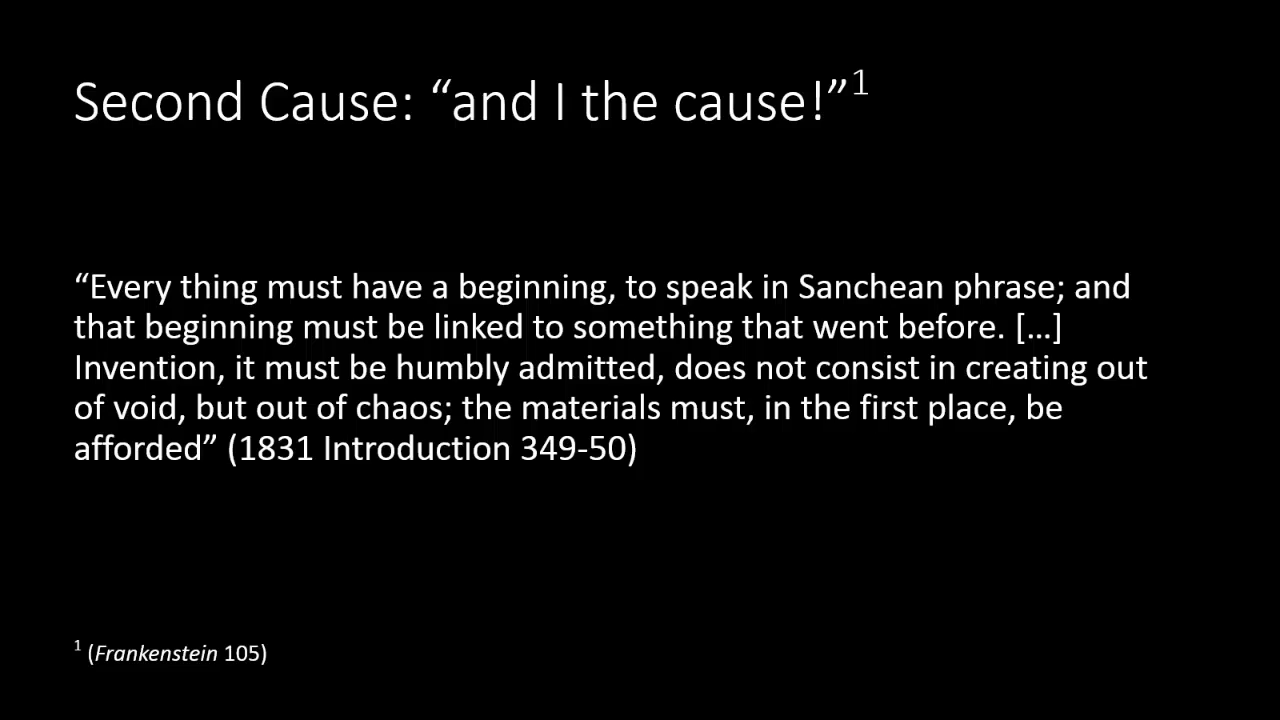 Second Cause: “and I the cause!”¹
“Every thing must have a beginning, to speak in Sanchean phrase; and
that beginning must be linked to something that went before. […]
Invention, it must be humbly admitted, does not consist in creating out
of void, but out of chaos; the materials must, in the first place, be
afforded” (1831 Introduction 349-50)
¹ (Frankenstein 105)